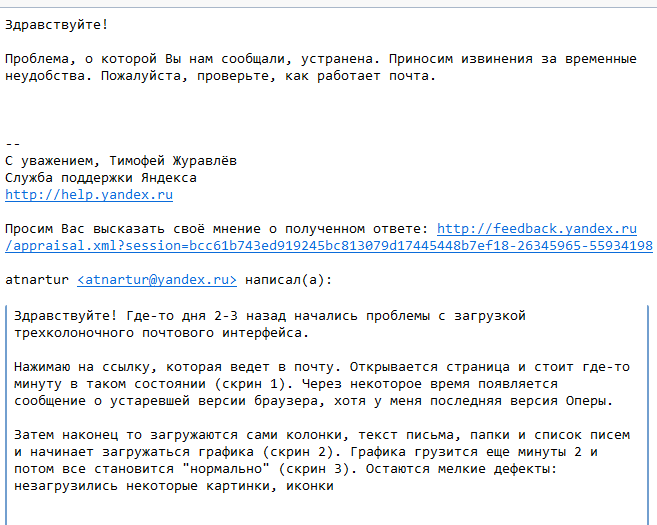 Здравствуйте!
Проблема, о которой Вы нам сообщали, устранена. Приносим извинения за временные
неудобства. Пожалуйста, проверьте, как работает почта.
--
С уважением, Тимофей Журавлёв
Служба поддержки Яндекса
http://help.yandex.ru
Просим Вас высказать своё мнение о полученном ответе: http://feedback.yandex.ru
/appraisal.xml?session=bcc61b743ed919245bc813079d17445448b7ef18-26345965-55934198
atnartur <atnartur@yandex.ru> написал(а):
Здравствуйте! Где-то дня 2-3 назад начались проблемы с загрузкой
трехколоночного почтового интерфейса.
Нажимаю на ссылку, которая ведет в почту. Открывается страница и стоит где-то
минуту в таком состоянии (скрин 1). Через некоторое время появляется
сообщение о устаревшей версии браузера, хотя у меня последняя версия Оперы.
Затем наконец то загружаются сами колонки, текст письма, папки и список писем
и начинает загружаться графика (скрин 2). Графика грузится еще минуты 2 и
потом все становится "нормально" (скрин 3). Остаются мелкие дефекты:
незагрузились некоторые картинки, иконки